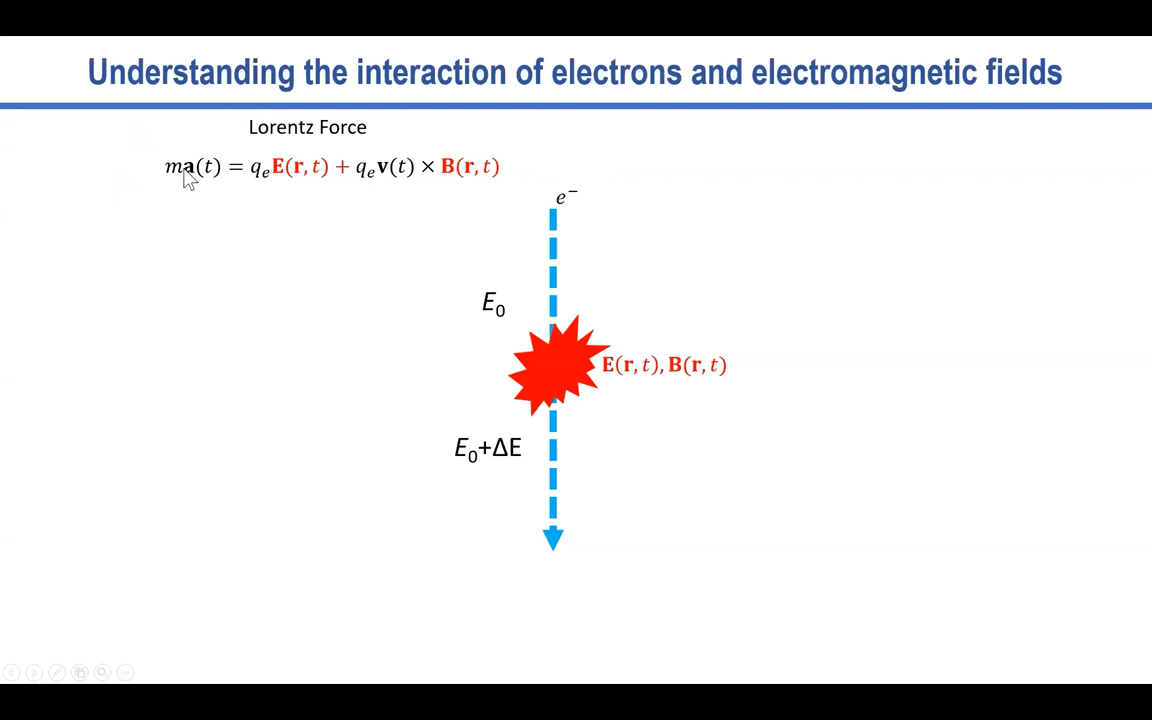 Understanding the interaction of electrons and electromagnetic fields
Lorentz Force
ma(t) = qₑE(r, t) + qₑv(t) × B(r, t)
e⁻
E₀
E(r, t), B(r, t)
E₀+ΔE